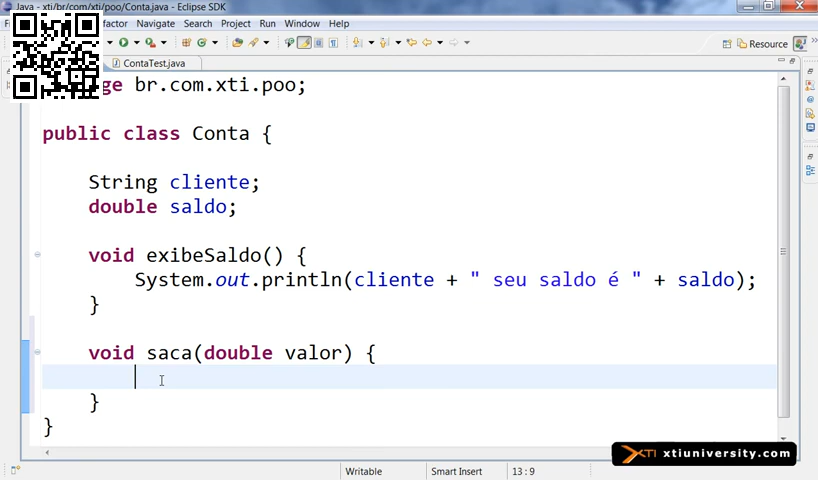 Java - xti/br/com/xti/poo/Conta.java - Eclipse SDK
Navigate Search Project Run Window Help
Resource
ContaTest.java
br.com.xti.poo;
public class Conta {
String cliente;
double saldo;
void exibeSaldo() {
System.out.println(cliente + " seu saldo é " + saldo);
}
void saca(double valor) {
}
}
XTI xtiuniversity.com
Writable Smart Insert 13 : 9